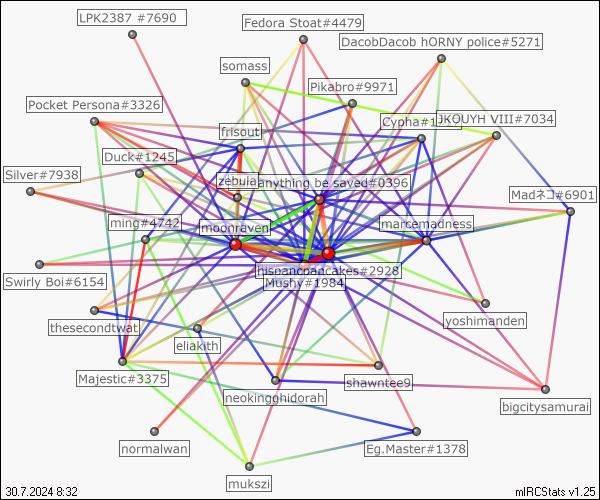 LPK2387 #7690
Fedora Stoat#4479
DacobDacob hORNY police#5271
somass
Pikabro#9971
Pocket Persona#3326
Cypha#1
JKOUYH VIII#7034
frisout
Duck#1245
Silver#7938
zebula
anything be saved#0396
Madネコ#6901
ming#4742
moonraven
marcemadness
hispanopancakes#2928
Swirly Boi#6154
Mushy#1984
thesecondtwat
yoshimanden
elakith
Majestic#3375
shawntee9
neokingghidorah
bigcitysamurai
normalwan
Eg.Master#1378
mukszi
30.7.2024 8:32
mIRCStats v1.25